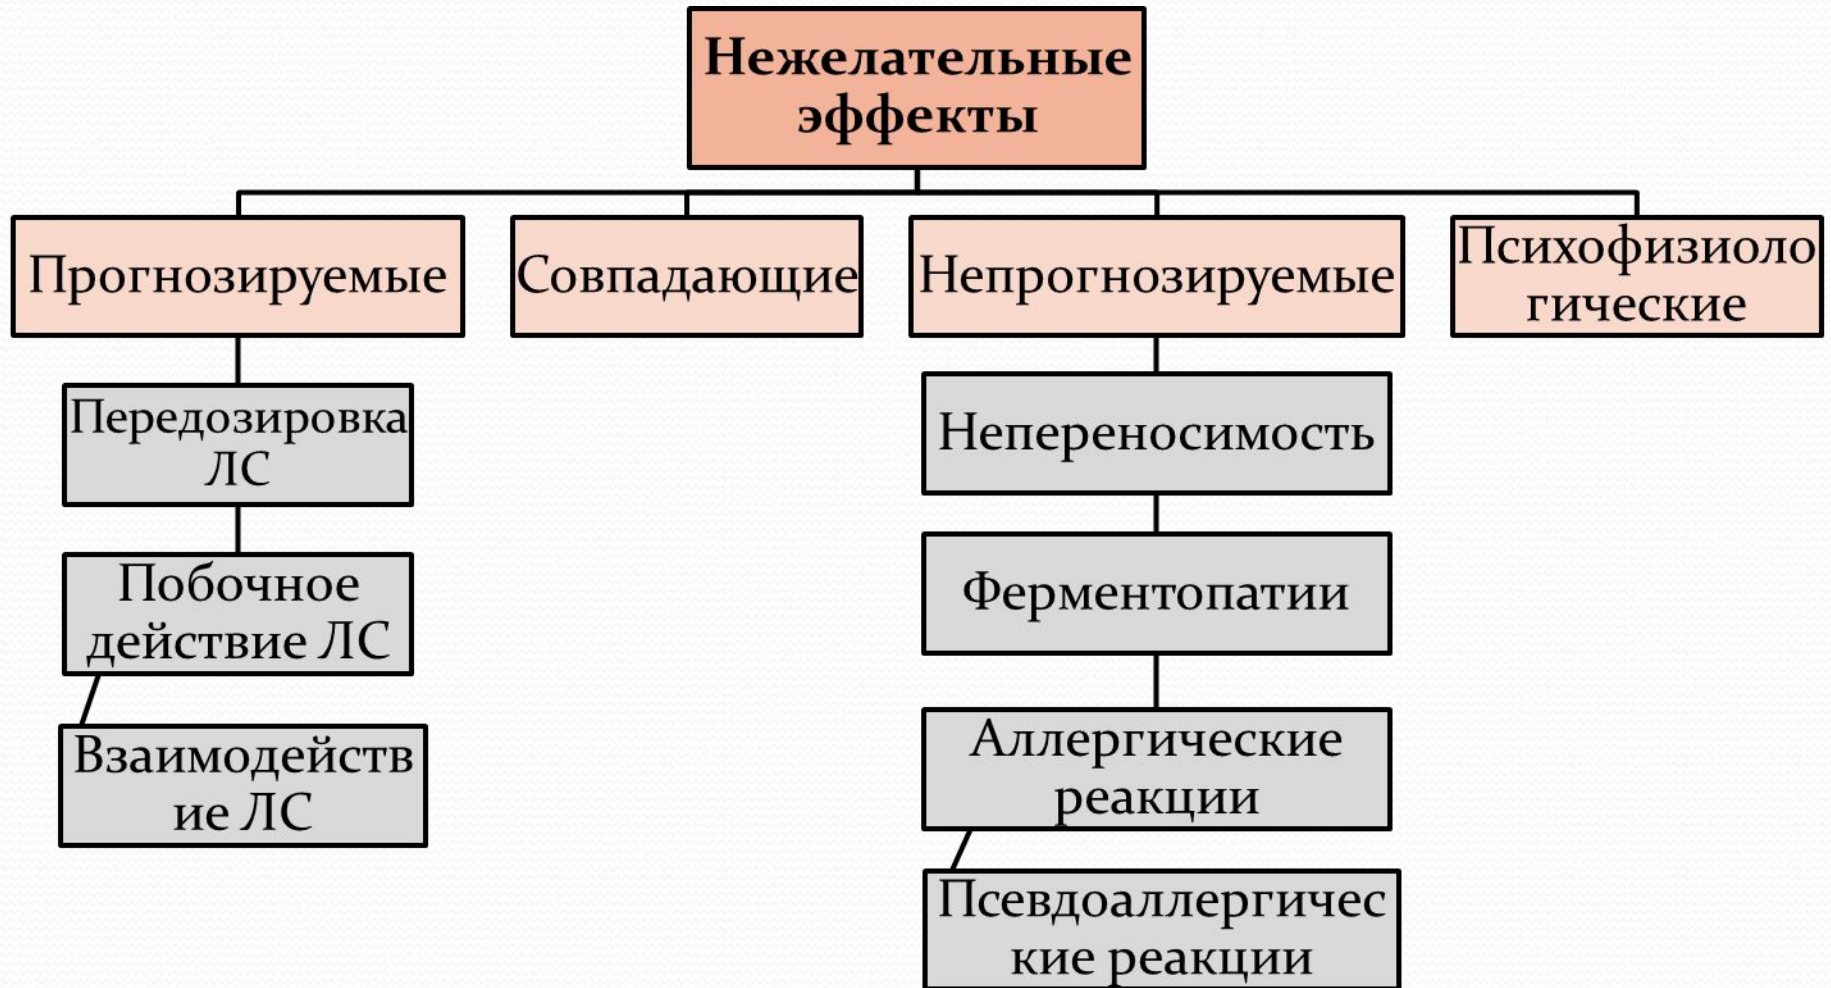 Нежелательные
эффекты
Прогнозируемые
Совпадающие
Непрогнозируемые
Психофизиоло
гические
Передозировка
ЛС
Побочное
действие ЛС
Взаимодейств
ие ЛС
Непереносимость
Ферментопатии
Аллергические
реакции
Псевдоаллергичес
кие реакции